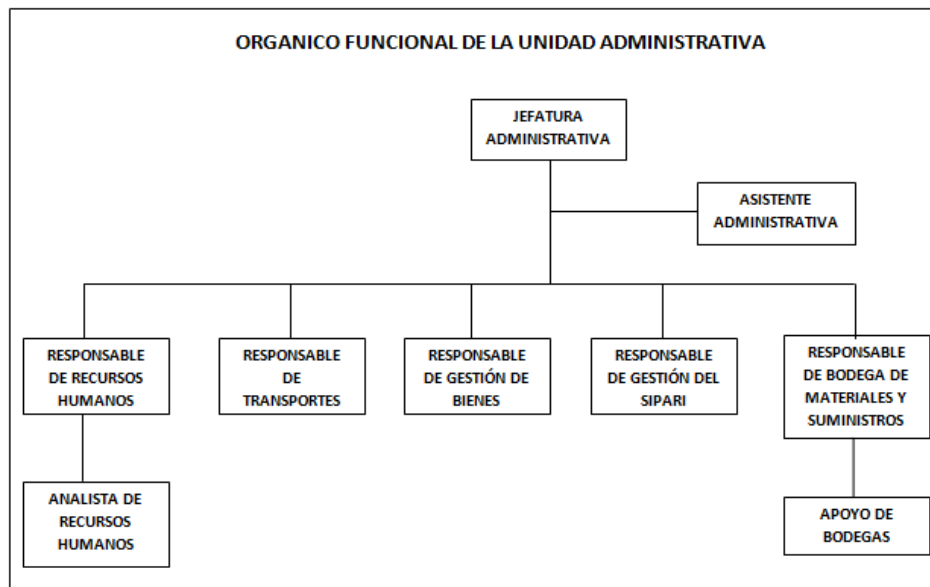 ORGANICO FUNCIONAL DE LA UNIDAD ADMINISTRATIVA
JEFATURA
ADMINISTRATIVA
ASISTENTE
ADMINISTRATIVA
RESPONSABLE
DE RECURSOS
HUMANOS
RESPONSABLE
DE
TRANSPORTES
RESPONSABLE
DE GESTIÓN DE
BIENES
RESPONSABLE
DE GESTIÓN DEL
SIPARI
RESPONSABLE
DE BODEGA DE
MATERIALES Y
SUMINISTROS
ANALISTA DE
RECURSOS
HUMANOS
APOYO DE
BODEGAS